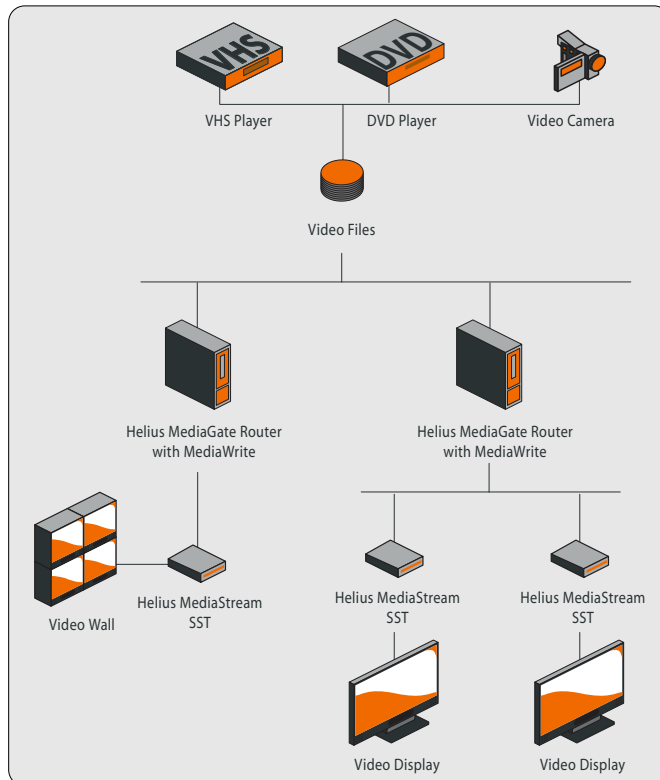 VHS
DVD
VHS Player
DVD Player
Video Camera
Video Files
Helius MediaGate Router
with MediaWrite
Helius MediaGate Router
with MediaWrite
Video Wall
Helius MediaStream
SST
Helius MediaStream
SST
Helius MediaStream
SST
Video Display
Video Display